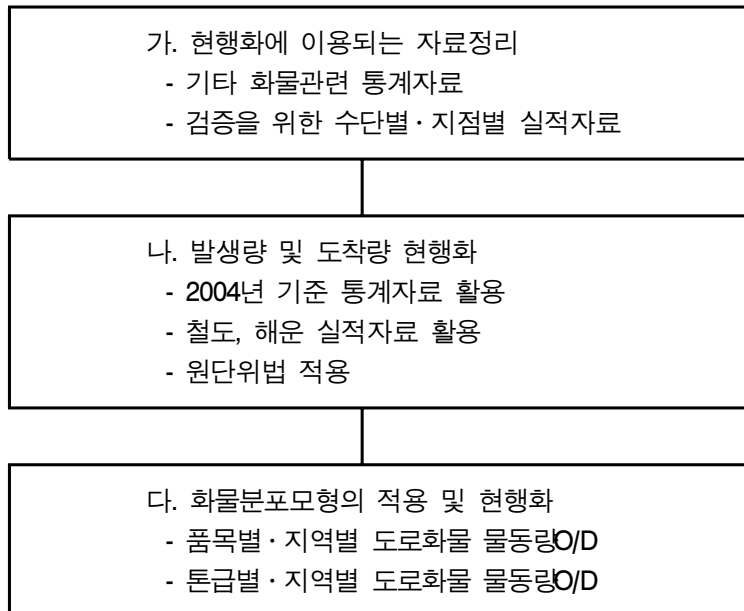 가. 현행화에 이용되는 자료정리
- 기타 화물관련 통계자료
- 검증을 위한 수단별·지점별 실적자료
나. 발생량 및 도착량 현행화
- 2004년 기준 통계자료 활용
- 철도, 해운 실적자료 활용
- 원단위법 적용
다. 화물분포모형의 적용 및 현행화
- 품목별·지역별 도로화물 물동량O/D
- 톤급별·지역별 도로화물 물동량O/D